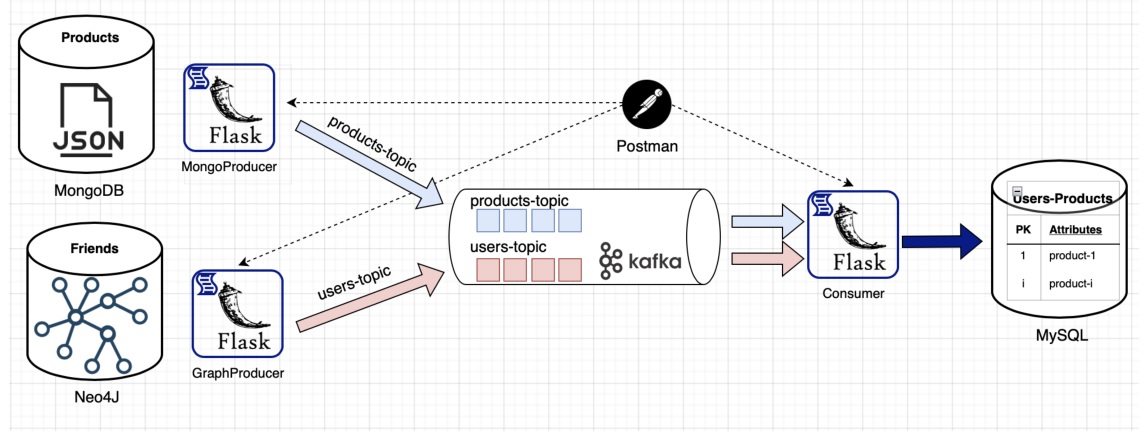 Products
JSON
MongoDB
Flask
MongoProducer
products-topic
Postman
Friends
Neo4J
Flask
GraphProducer
users-topic
products-topic
users-topic
kafka
Flask
Consumer
Users-Products
PK Attributes
1 product-1
i product-i
MySQL